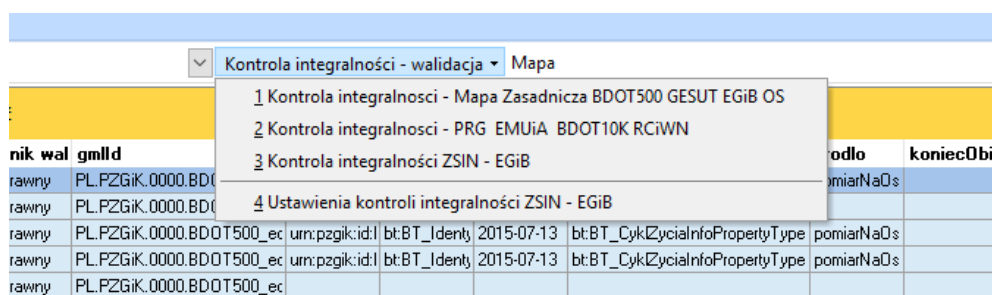 Kontrola integralności - walidacja Mapa
1 Kontrola integralnosci - Mapa Zasadnicza BDOT500 GESUT EGiB OS
2 Kontrola integralnosci - PRG EMUiA BDOT10K RCiWN
3 Kontrola integralności ZSIN - EGiB
4 Ustawienia kontroli integralności ZSIN - EGiB
nik wal gmlId rodlo koniecObi
rawny PL.PZGiK.0000.BDO omiarNaOs
rawny PL.PZGiK.0000.BDO
rawny PL.PZGiK.0000.BDOT500_ec urn:pzgik:id:I bt:BT_Identy 2015-07-13 bt:BT_CyklZyciaInfoPropertyType pomiarNaOs
rawny PL.PZGiK.0000.BDOT500_ec urn:pzgik:id:I bt:BT_Identy 2015-07-13 bt:BT_CyklZyciaInfoPropertyType pomiarNaOs
rawny PL.PZGiK.0000.BDOT500_ec